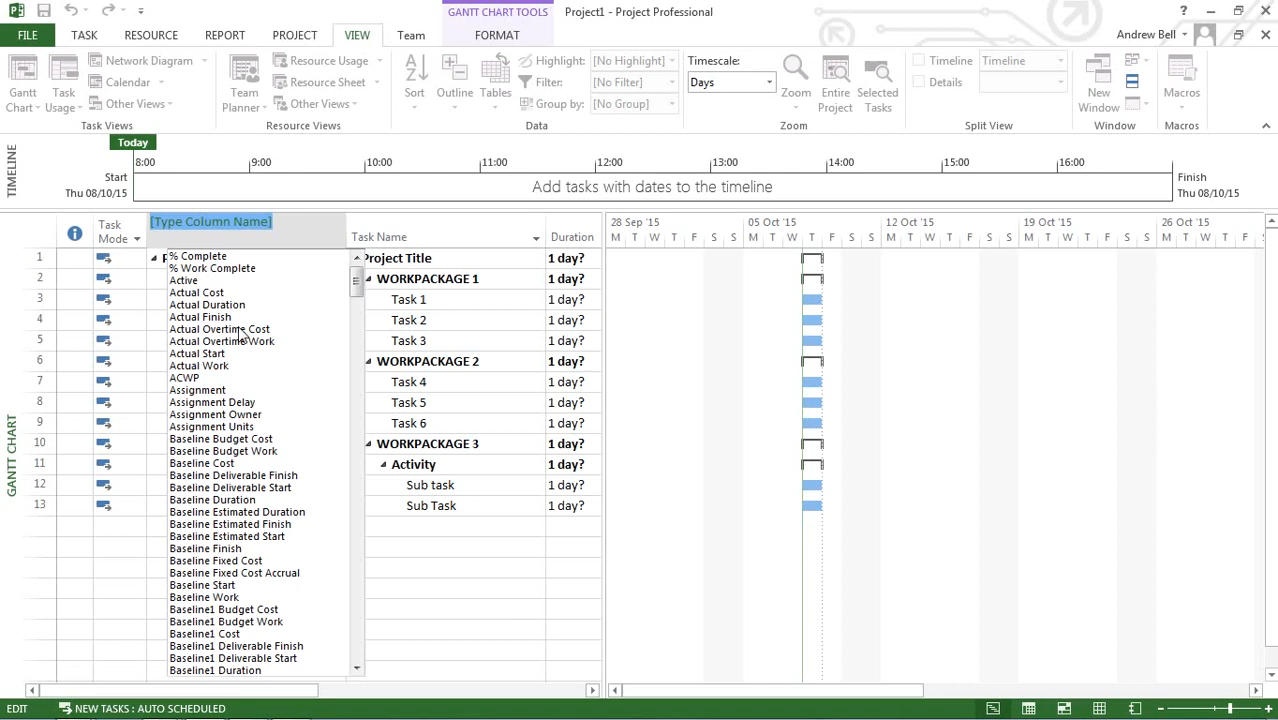 GANTT CHART TOOLS
Project1 - Project Professional
FILE TASK RESOURCE REPORT PROJECT VIEW Team FORMAT Andrew Bell
Gantt Chart
Task Usage
Network Diagram
Calendar
Other Views
Task Views
Team Planner
Resource Usage
Resource Sheet
Other Views
Resource Views
Sort
Outline
Tables
Highlight: [No Highlight]
Filter: [No Filter]
Group by: [No Group]
Data
Timescale:
Days
Zoom
Entire Project
Selected Tasks
Zoom
Timeline Timeline
Details
Split View
New Window
Window
Macros
Macros
TIMELINE
Today
8:00 9:00 10:00 11:00 12:00 13:00 14:00 15:00 16:00
Start
Thu 08/10/15
Add tasks with dates to the timeline
Finish
Thu 08/10/15
GANTT CHART
Task Mode
[Type Column Name]
Task Name
Duration
28 Sep '15 05 Oct '15 12 Oct '15 19 Oct '15 26 Oct '15
M T W T F S S M T W T F S S M T W T F S S M T W T F S S M T W T F S
1 Project Title 1 day?
2 WORKPACKAGE 1 1 day?
3 Task 1 1 day?
4 Task 2 1 day?
5 Task 3 1 day?
6 WORKPACKAGE 2 1 day?
7 Task 4 1 day?
8 Task 5 1 day?
9 Task 6 1 day?
10 WORKPACKAGE 3 1 day?
11 Activity 1 day?
12 Sub task 1 day?
13 Sub Task 1 day?
% Complete
% Work Complete
Active
Actual Cost
Actual Duration
Actual Finish
Actual Overtime Cost
Actual Overtime Work
Actual Start
Actual Work
ACWP
Assignment
Assignment Delay
Assignment Owner
Assignment Units
Baseline Budget Cost
Baseline Budget Work
Baseline Cost
Baseline Deliverable Finish
Baseline Deliverable Start
Baseline Duration
Baseline Estimated Duration
Baseline Estimated Finish
Baseline Estimated Start
Baseline Finish
Baseline Fixed Cost
Baseline Fixed Cost Accrual
Baseline Start
Baseline Work
Baseline1 Budget Cost
Baseline1 Budget Work
Baseline1 Cost
Baseline1 Deliverable Finish
Baseline1 Deliverable Start
Baseline1 Duration
EDIT NEW TASKS : AUTO SCHEDULED